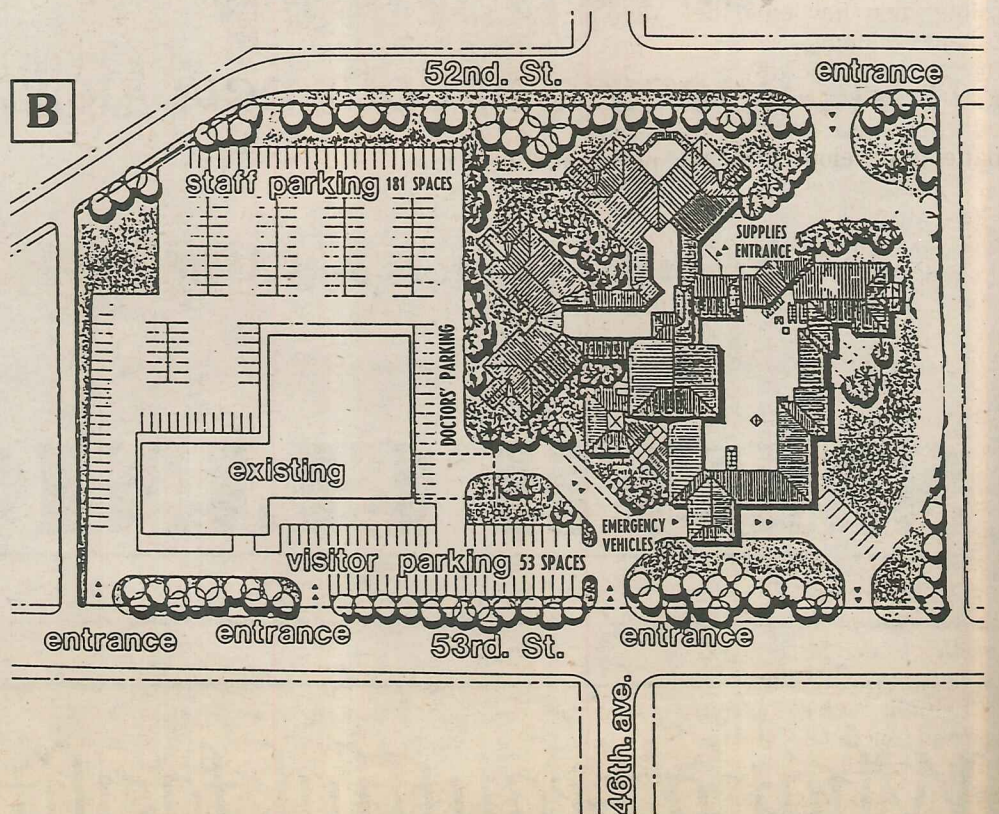 B
52nd. St.
entrance
staff parking 181 SPACES
SUPPLIES
ENTRANCE
DOCTORS' PARKING
existing
ENTRANCE
EMERGENCY
VEHICLES
visitor parking 53 SPACES
entrance
entrance
53rd. St.
entrance
46th. ave.